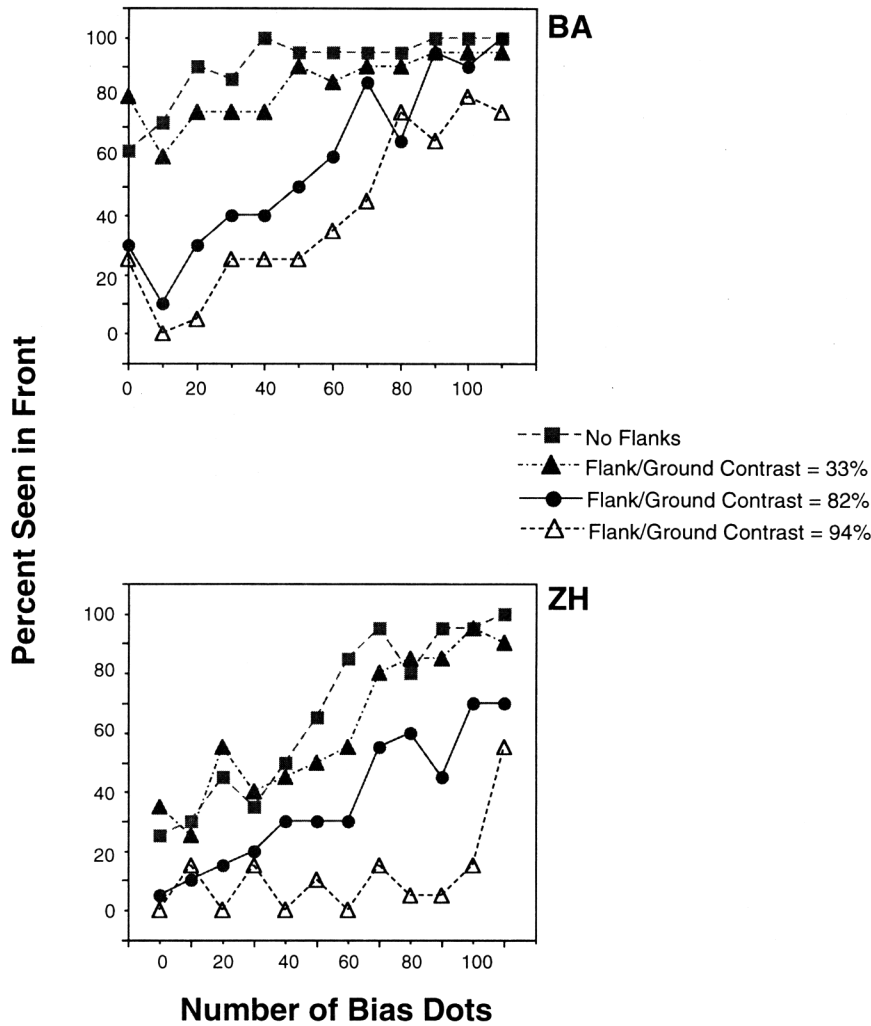 BA
100
80
60
40
20
0
0 20 40 60 80 100
Percent Seen in Front
No Flanks
Flank/Ground Contrast = 33%
Flank/Ground Contrast = 82%
Flank/Ground Contrast = 94%
ZH
100
80
60
40
20
0
0 20 40 60 80 100
Number of Bias Dots